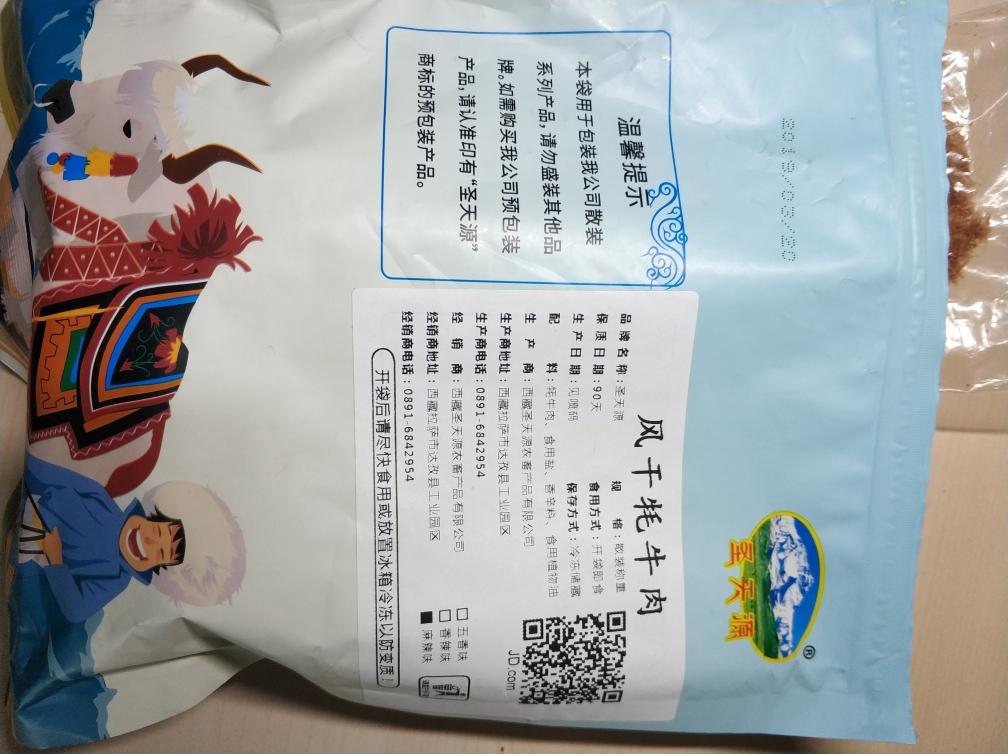 2019/03/20
温馨提示
本袋用于包装我公司散装
系列产品,请勿盛装其他品
牌。如需购买我公司预包装
产品,请认准印有“圣天源”
商标的预包装产品。
圣天源®
风干牦牛肉
品牌名称:圣天源 规格:散装称重
保质日期:90天 食用方式:开袋即食
生产日期:见喷码 保存方式:冷冻储藏
配料:牦牛肉、食用盐、香辛料、食用植物油
生产商:西藏圣天源农畜产品有限公司
生产商地址:西藏拉萨市达孜县工业园区
生产商电话:0891-6842954
经销商:西藏圣天源农畜产品有限公司
经销商地址:西藏拉萨市达孜县工业园区
经销商电话:0891-6842954
开袋后请尽快食用或放置冰箱冷冻以防变质!
JD.com
□五香味
□香辣味
■麻辣味